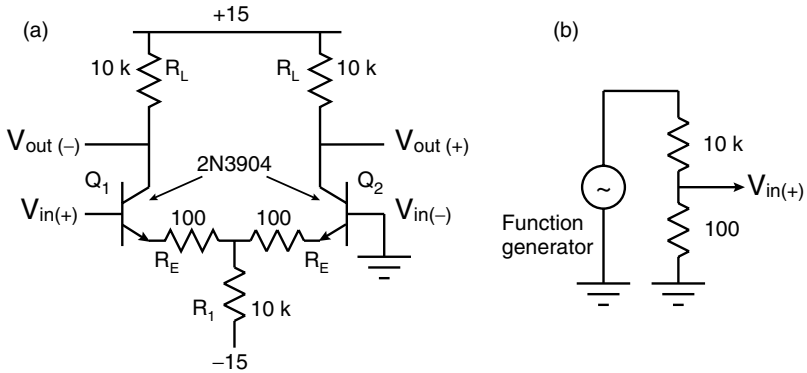 (a)
+15
(b)
10 k
R_L
R_L
10 k
V_out (−)
V_out (+)
10 k
2N3904
Q_1
Q_2
V_in(+)
V_in(+)
100
100
V_in(−)
Function
generator
100
R_E
R_E
R_1
10 k
−15
~